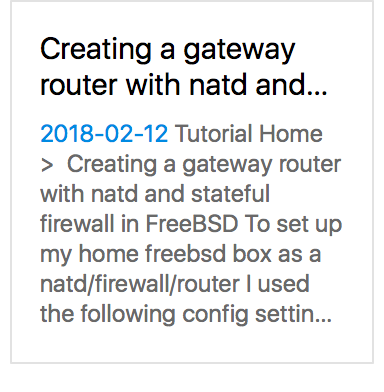 Creating a gateway
router with natd and...
2018-02-12 Tutorial Home
> Creating a gateway router
with natd and stateful
firewall in FreeBSD To set up
my home freebsd box as a
natd/firewall/router I used
the following config settin...